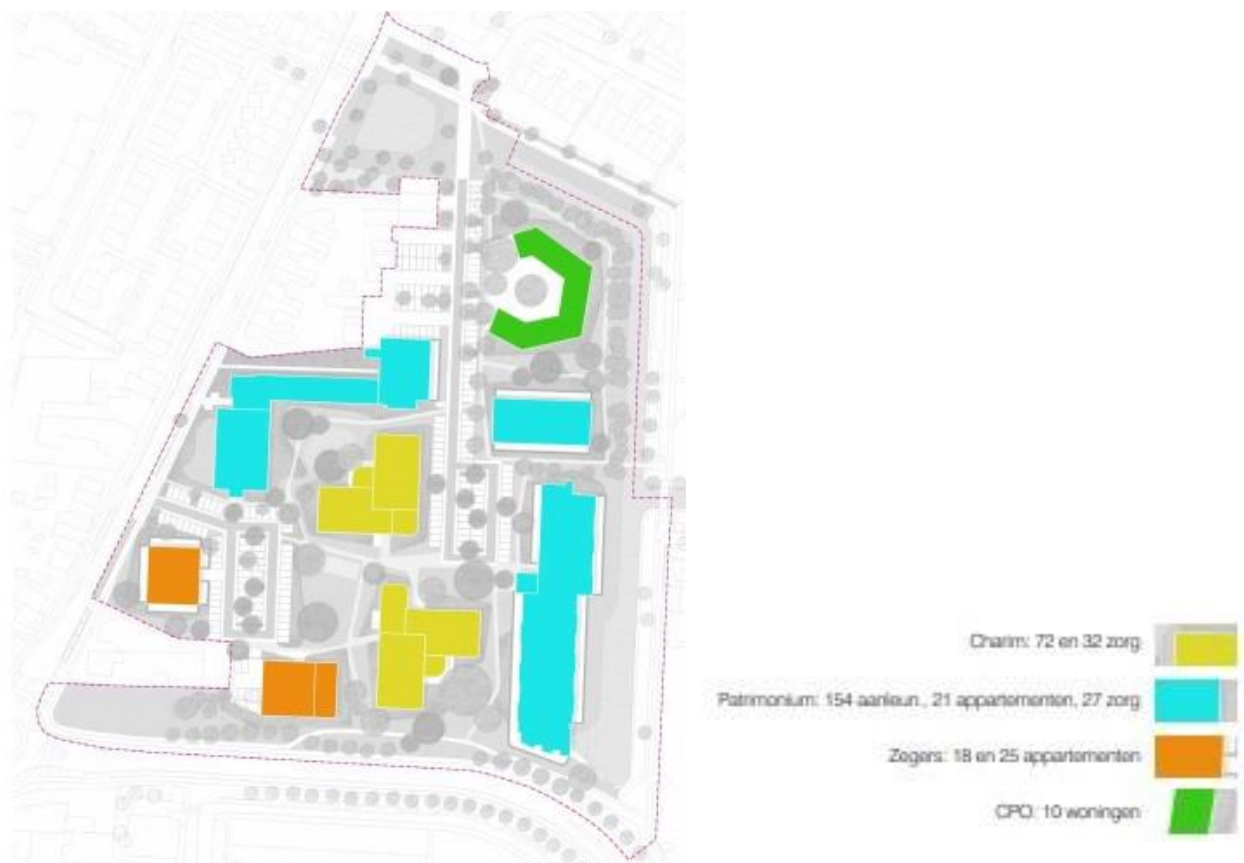 Charim: 72 en 32 zorg
Patrimonium: 154 aanleun., 21 appartementen, 27 zorg
Zegers: 18 en 25 appartementen
CPO: 10 woningen